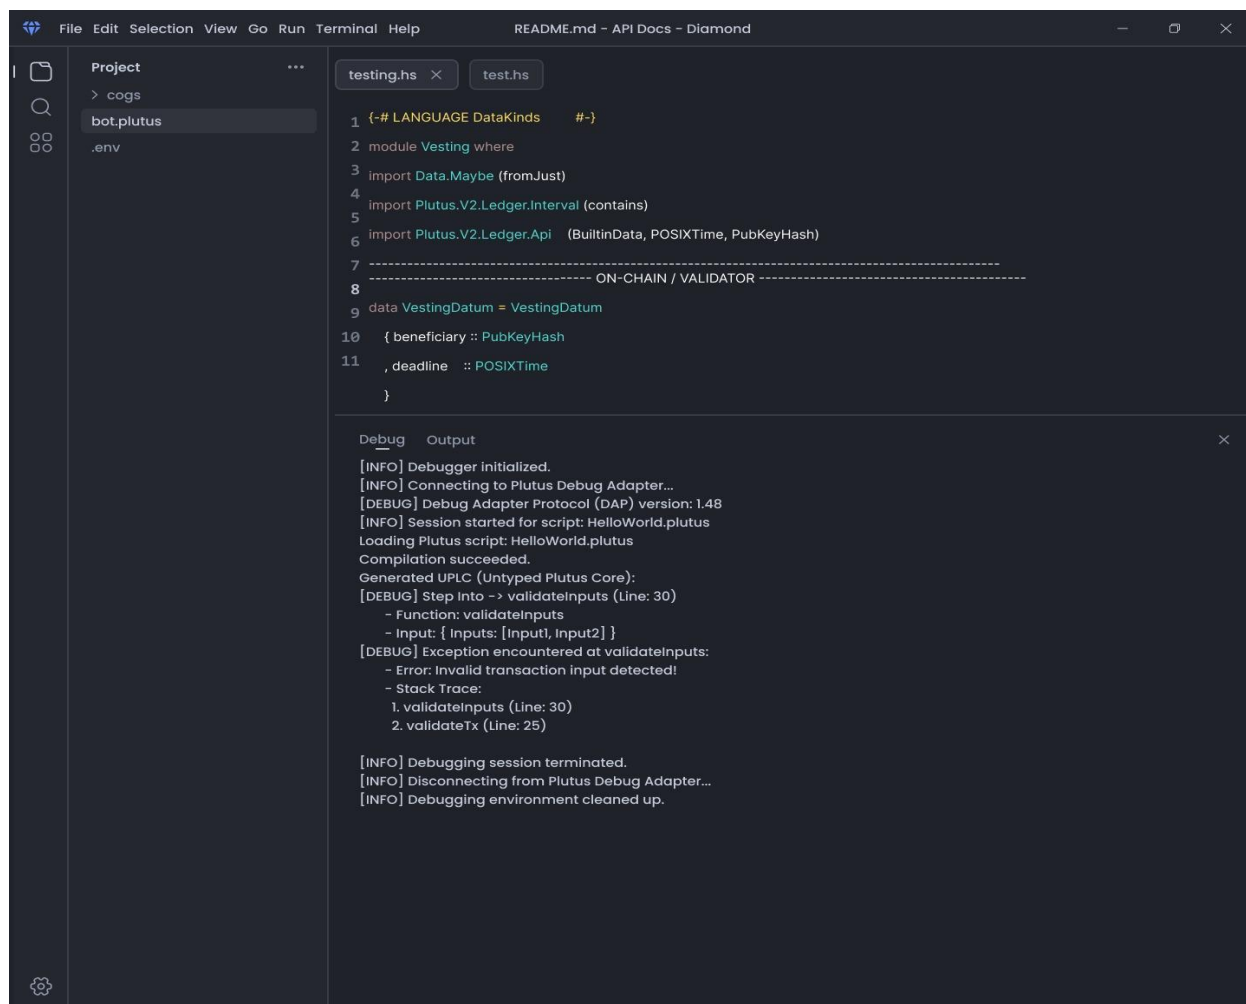 File Edit Selection View Go Run Terminal Help README.md - API Docs - Diamond
Project ...
> cogs
bot.plutus
.env
testing.hs × test.hs
1 {-# LANGUAGE DataKinds #-}
2 module Vesting where
3 import Data.Maybe (fromJust)
4 import Plutus.V2.Ledger.Interval (contains)
5
6 import Plutus.V2.Ledger.Api (BuiltinData, POSIXTime, PubKeyHash)
7 ---------------------------------------------------------------------------------------------------
8 ----------------------------------- ON-CHAIN / VALIDATOR ------------------------------------------
9 data VestingDatum = VestingDatum
10 { beneficiary :: PubKeyHash
11 , deadline :: POSIXTime
}
Debug Output
[INFO] Debugger initialized.
[INFO] Connecting to Plutus Debug Adapter...
[DEBUG] Debug Adapter Protocol (DAP) version: 1.48
[INFO] Session started for script: HelloWorld.plutus
Loading Plutus script: HelloWorld.plutus
Compilation succeeded.
Generated UPLC (Untyped Plutus Core):
[DEBUG] Step Into -> validateInputs (Line: 30)
- Function: validateInputs
- Input: { Inputs: [Input1, Input2] }
[DEBUG] Exception encountered at validateInputs:
- Error: Invalid transaction input detected!
- Stack Trace:
1. validateInputs (Line: 30)
2. validateTx (Line: 25)
[INFO] Debugging session terminated.
[INFO] Disconnecting from Plutus Debug Adapter...
[INFO] Debugging environment cleaned up.